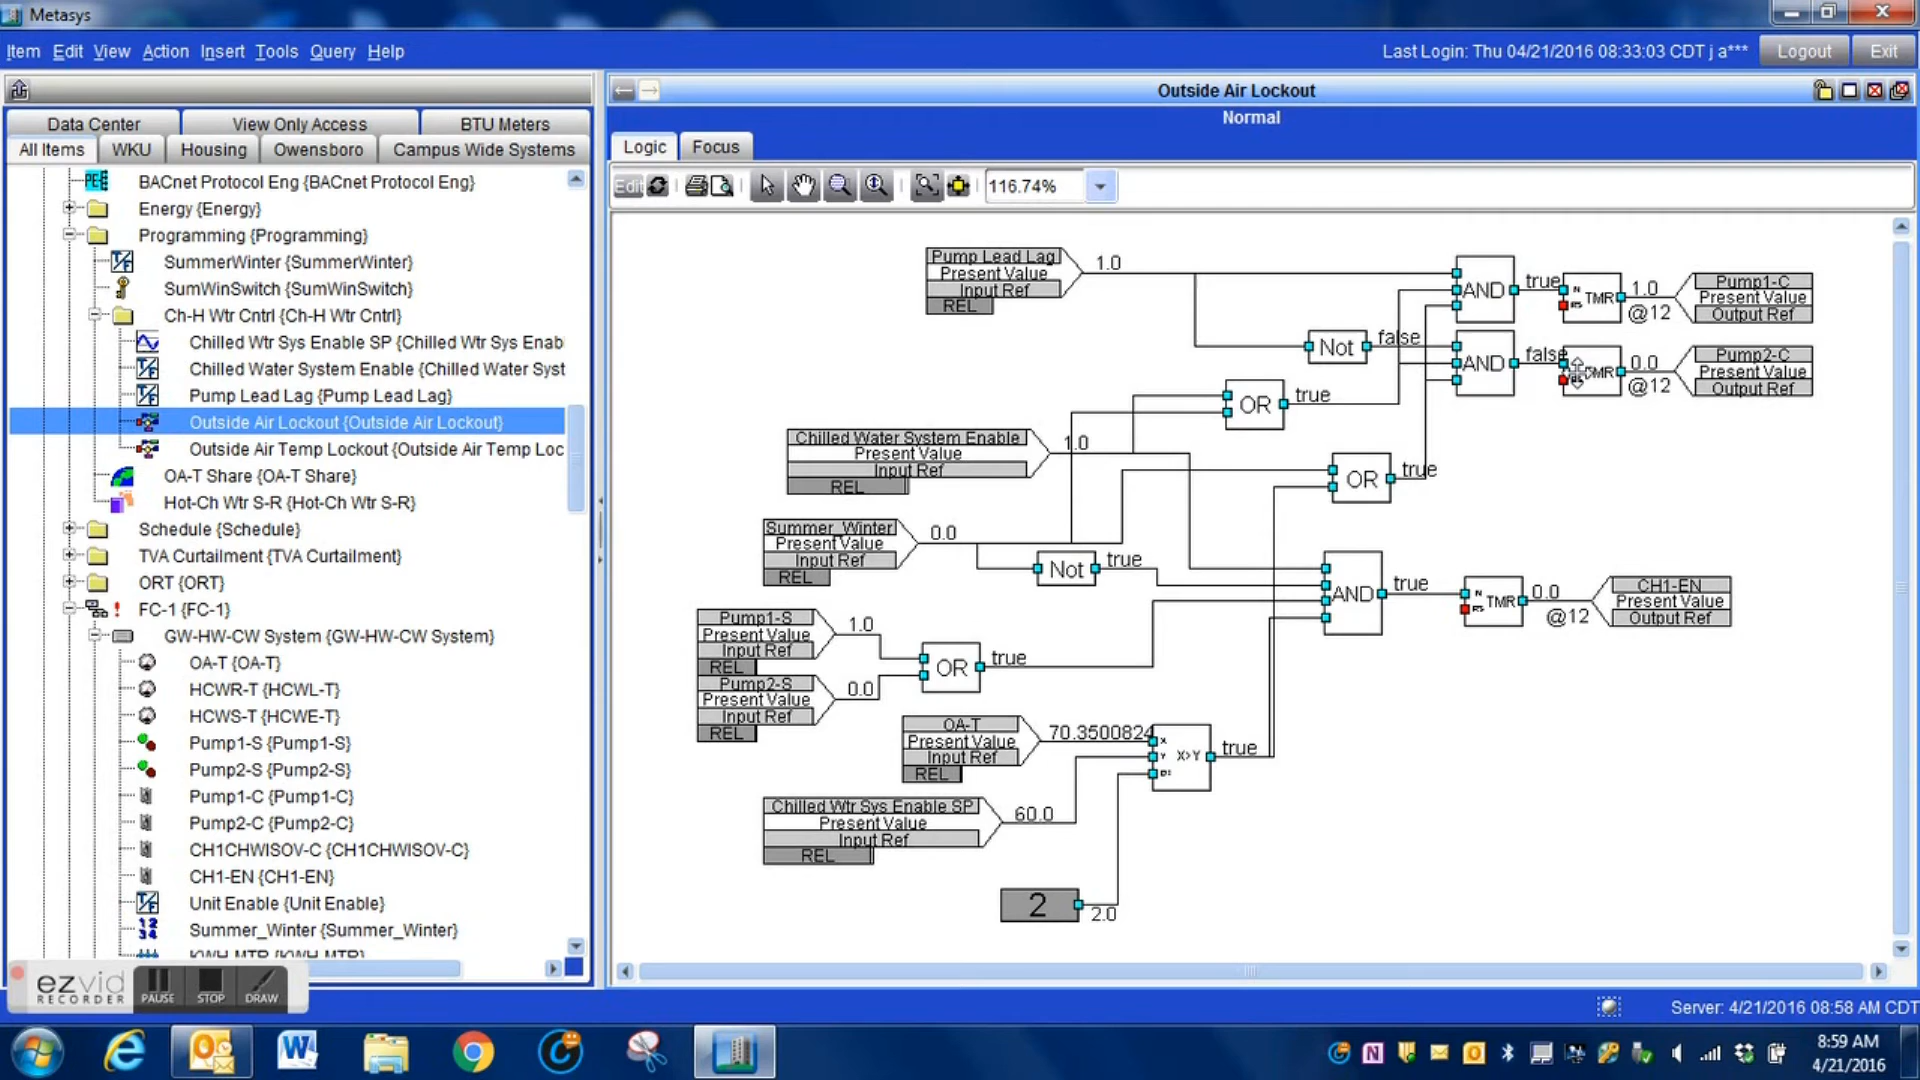 Metasys
Item Edit View Action Insert Tools Query Help
Last Login: Thu 04/21/2016 08:33:03 CDT j a***
Logout
Exit
Data Center
View Only Access
BTU Meters
All Items
WKU
Housing
Owensboro
Campus Wide Systems
BACnet Protocol Eng {BACnet Protocol Eng}
Energy {Energy}
Programming {Programming}
SummerWinter {SummerWinter}
SumWinSwitch {SumWinSwitch}
Ch-H Wtr Cntrl {Ch-H Wtr Cntrl}
Chilled Wtr Sys Enable SP {Chilled Wtr Sys Enabl
Chilled Water System Enable {Chilled Water Syst
Pump Lead Lag {Pump Lead Lag}
Outside Air Lockout {Outside Air Lockout}
Outside Air Temp Lockout {Outside Air Temp Loc
OA-T Share {OA-T Share}
Hot-Ch Wtr S-R {Hot-Ch Wtr S-R}
Schedule {Schedule}
TVA Curtailment {TVA Curtailment}
ORT {ORT}
FC-1 {FC-1}
GW-HW-CW System {GW-HW-CW System}
OA-T {OA-T}
HCWR-T {HCWL-T}
HCWS-T {HCWE-T}
Pump1-S {Pump1-S}
Pump2-S {Pump2-S}
Pump1-C {Pump1-C}
Pump2-C {Pump2-C}
CH1CHWISOV-C {CH1CHWISOV-C}
CH1-EN {CH1-EN}
Unit Enable {Unit Enable}
Summer_Winter {Summer_Winter}
KWH-MTR {KWH-MTR}
ezvid
RECORDER
PAUSE
STOP
DRAW
Outside Air Lockout
Normal
Logic
Focus
Edit
116.74%
Pump Lead Lag
Present Value
Input Ref
REL
1.0
AND
true
N
TMR
1.0
@12
Pump1-C
Present Value
Output Ref
Not
false
AND
false
TMR
0.0
@12
Pump2-C
Present Value
Output Ref
OR
true
Chilled Water System Enable
Present Value
Input Ref
REL
1.0
OR
true
Summer_Winter
Present Value
Input Ref
REL
0.0
Not
true
AND
true
N
TMR
0.0
@12
CH1-EN
Present Value
Output Ref
Pump1-S
Present Value
Input Ref
REL
1.0
Pump2-S
Present Value
Input Ref
REL
0.0
OR
true
OA-T
Present Value
Input Ref
REL
70.3500824
X
Y
X>Y
true
Chilled Wtr Sys Enable SP
Present Value
Input Ref
REL
60.0
2
2.0
Server: 4/21/2016 08:58 AM CDT
8:59 AM
4/21/2016